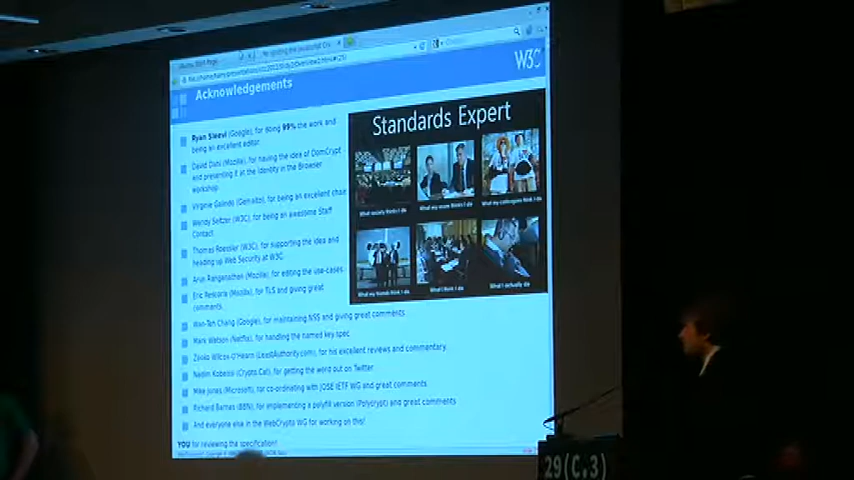 Acknowledgements
W3C
Ryan Sleevi (Google), for doing 99% the work and
being an excellent editor.
David Dahl (Mozilla), for having the idea of DomCrypt
and presenting it at the Identity in the Browser
workshop.
Virginie Galindo (Gemalto), for being an excellent chair
Wendy Seltzer (W3C), for being an awesome Staff
Contact.
Thomas Roessler (W3C), for supporting the idea and
heading up Web Security at W3C
Arun Ranganathan (Mozilla), for editing the use-cases
Eric Rescorla (Mozilla), for TLS and giving great
comments.
Wan-Teh Chang (Google), for maintaining NSS and giving great comments.
Mark Watson (Netflix), for handling the named key spec.
Zooko Wilcox-O'Hearn (LeastAuthority.com), for his excellent reviews and commentary.
Nadim Kobeissi (Crypto.Cat), for getting the word out on Twitter
Mike Jones (Microsoft), for co-ordinating with JOSE IETF WG and great comments.
Richard Barnes (BBN), for implementing a polyfill version (Polycrypt) and great comments
And everyone else in the WebCrypto WG for working on this!
YOU for reviewing the specification!
Standards Expert
What society thinks I do
What my mom thinks I do
What my colleagues think I do
What my friends think I do
What I think I do
What I actually do
29(C.3)